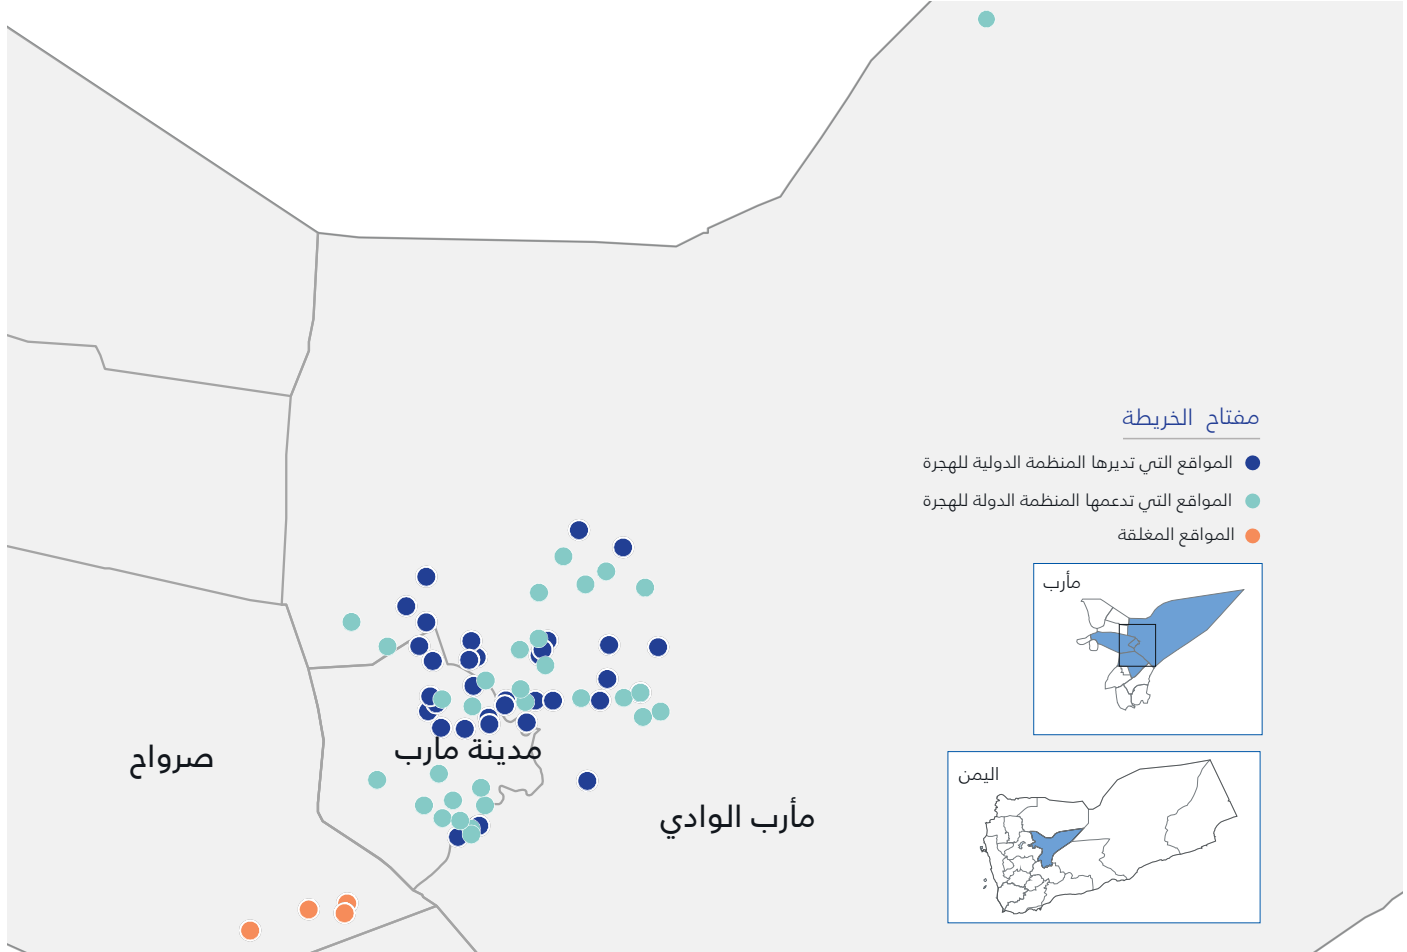 مفتاح الخريطة
المواقع التي تديرها المنظمة الدولية للهجرة
المواقع التي تدعمها المنظمة الدولة للهجرة
المواقع المغلقة
مأرب
صرواح
مدينة مأرب
اليمن
مأرب الوادي